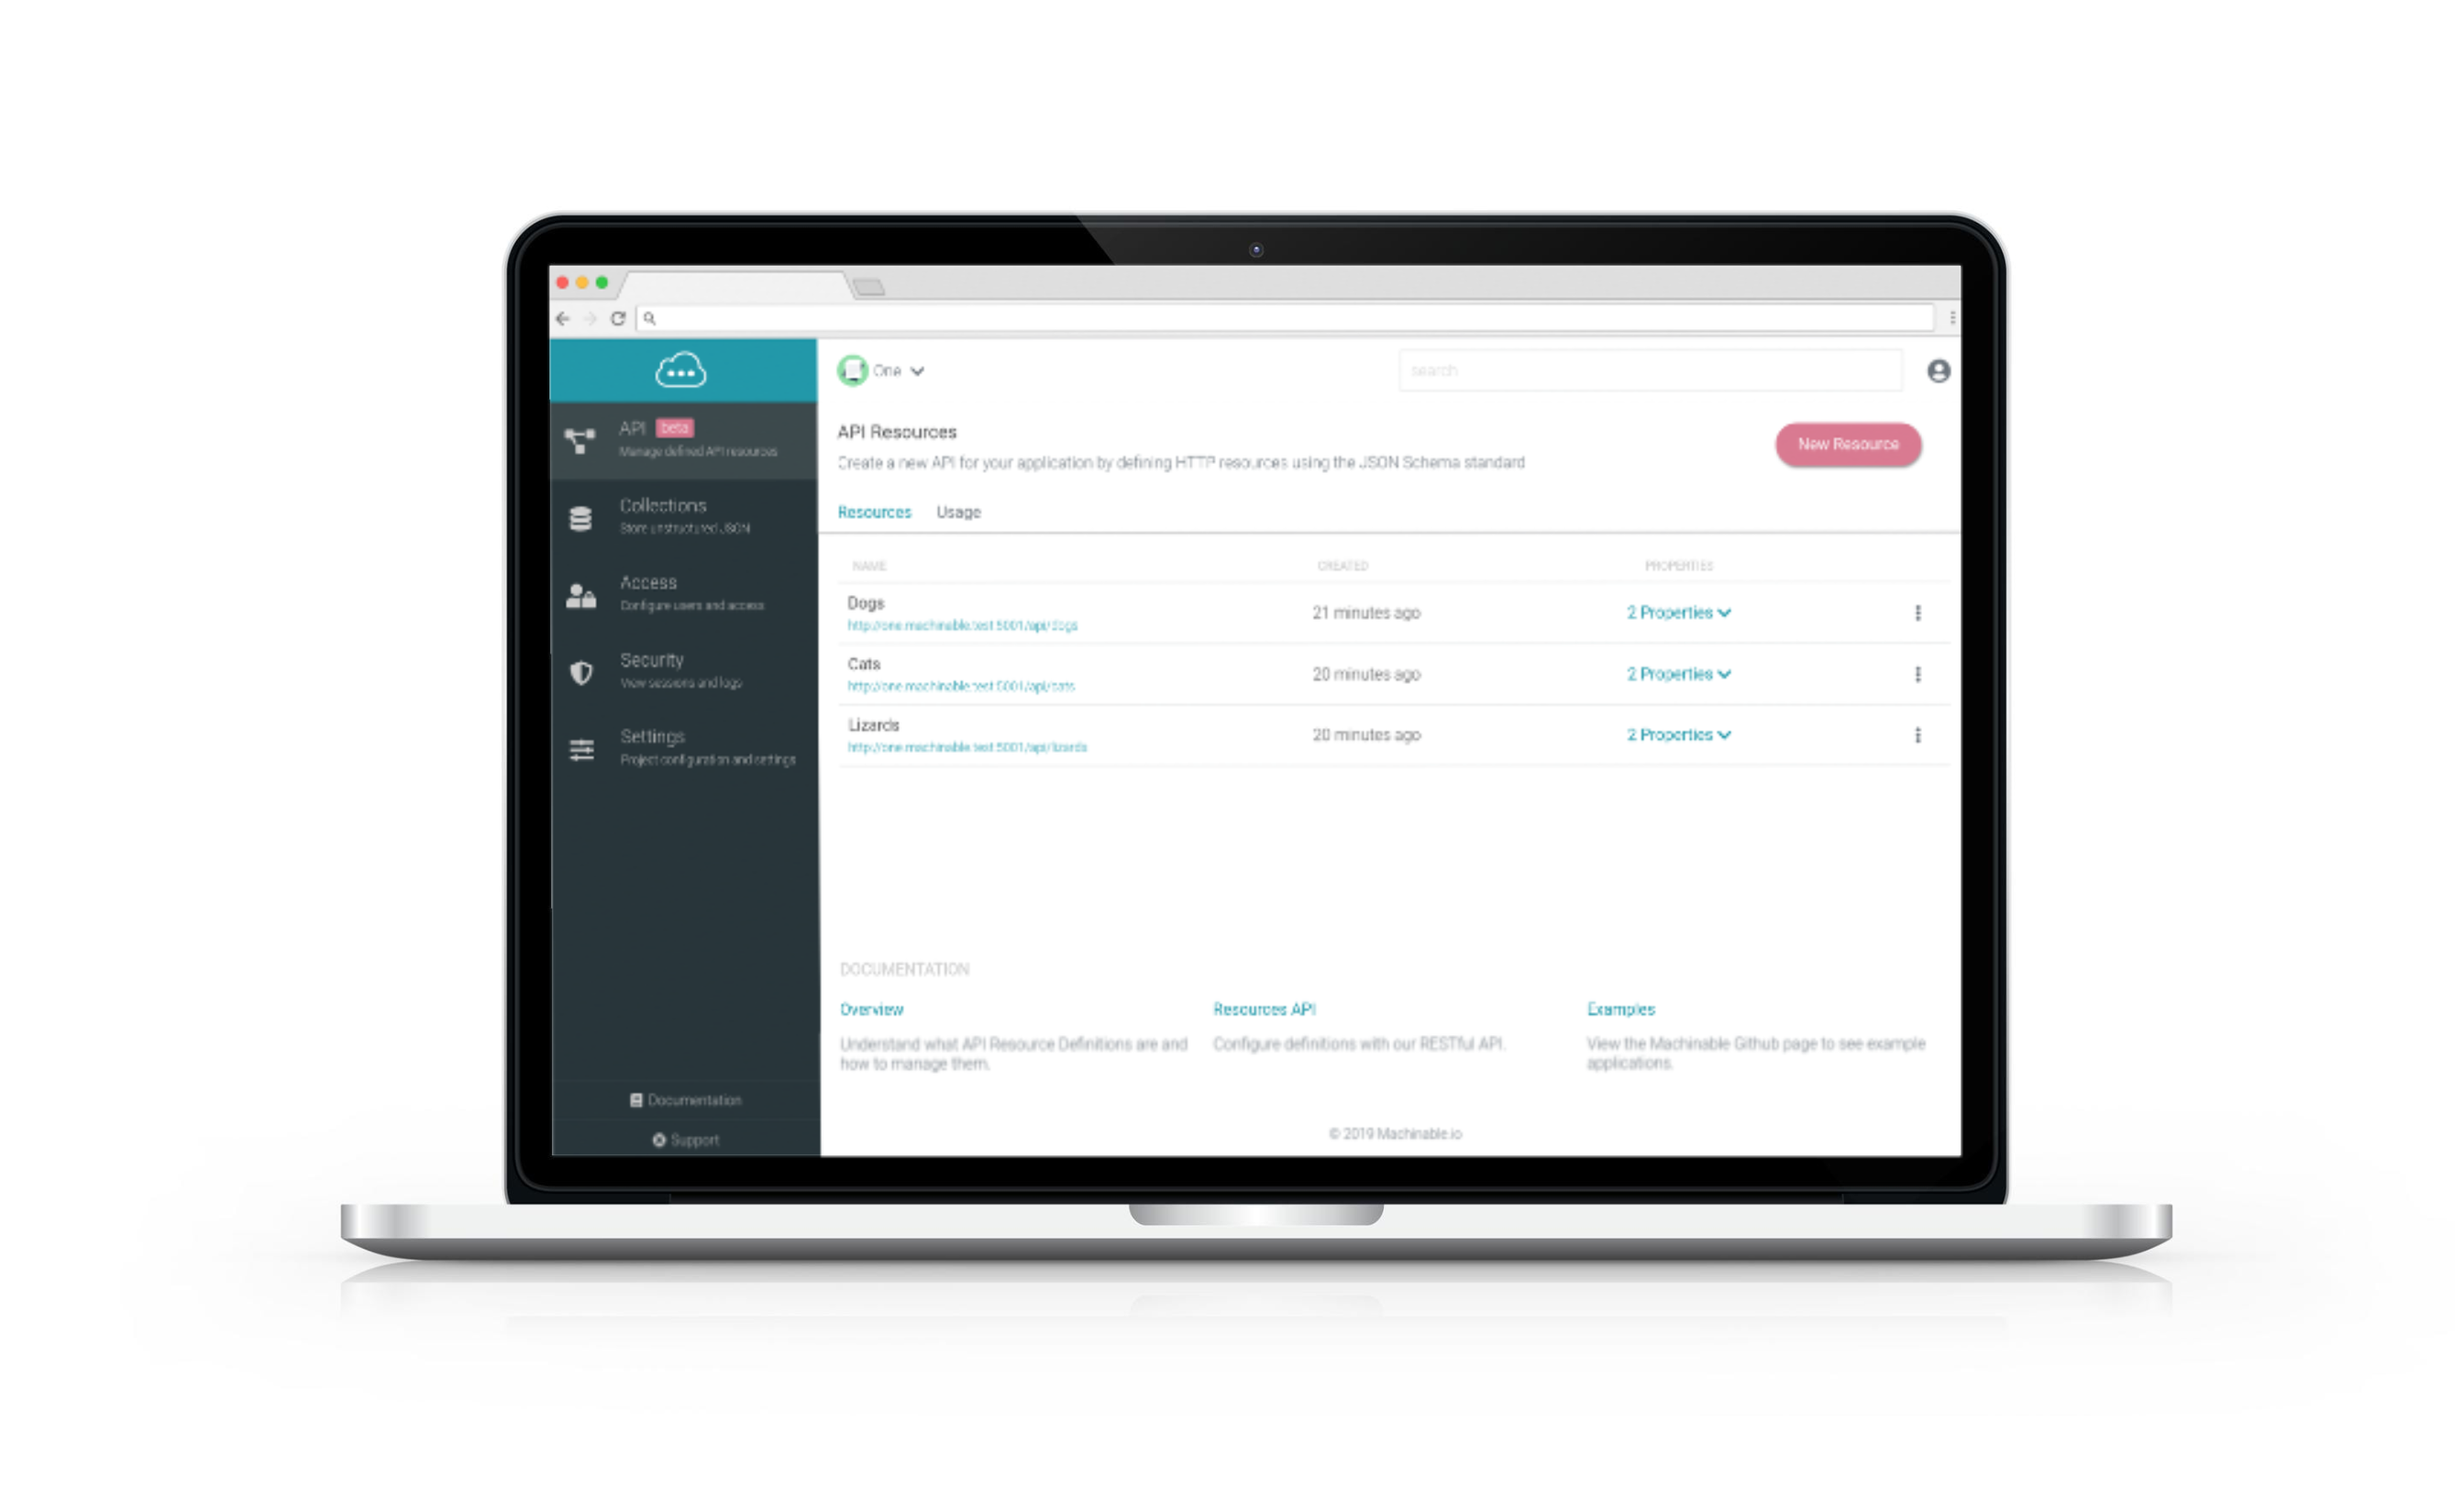 One
search
API beta
Manage defined API resources
Collections
Store unstructured JSON
Access
Configure users and access
Security
View sessions and logs
Settings
Project configuration and settings
Documentation
Support
API Resources
New Resource
Create a new API for your application by defining HTTP resources using the JSON Schema standard
Resources Usage
NAME CREATED PROPERTIES
Dogs
http://one.machinable.test:5001/api/dogs
21 minutes ago 2 Properties
Cats
http://one.machinable.test:5001/api/cats
20 minutes ago 2 Properties
Lizards
http://one.machinable.test:5001/api/lizards
20 minutes ago 2 Properties
DOCUMENTATION
Overview
Understand what API Resource Definitions are and
how to manage them.
Resources API
Configure definitions with our RESTful API.
Examples
View the Machinable Github page to see example
applications.
© 2019 Machinable.io